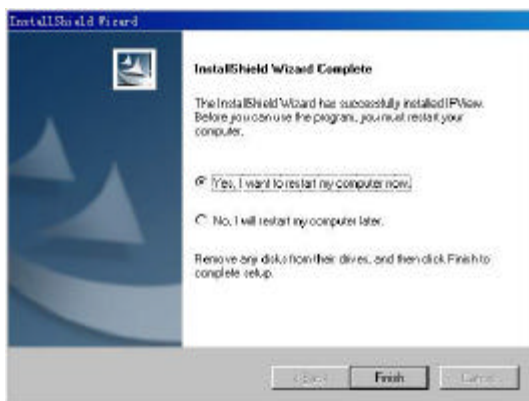 InstallShield Wizard
InstallShield Wizard Complete
The InstallShield Wizard has successfully installed IPView.
Before you can use the program, you must restart your
computer.
Yes, I want to restart my computer now.
No, I will restart my computer later.
Remove any disks from their drives, and then click Finish to
complete setup.
< Back
Finish
Cancel